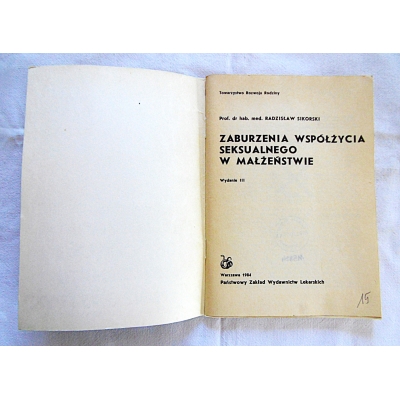 Towarzystwo Rozwoju Rodziny
Prof. dr hab. med. RADZISŁAW SIKORSKI
ZABURZENIA WSPÓŁŻYCIA
SEKSUALNEGO
W MAŁŻEŃSTWIE
Wydanie III
Warszawa 1984
Państwowy Zakład Wydawnictw Lekarskich
15